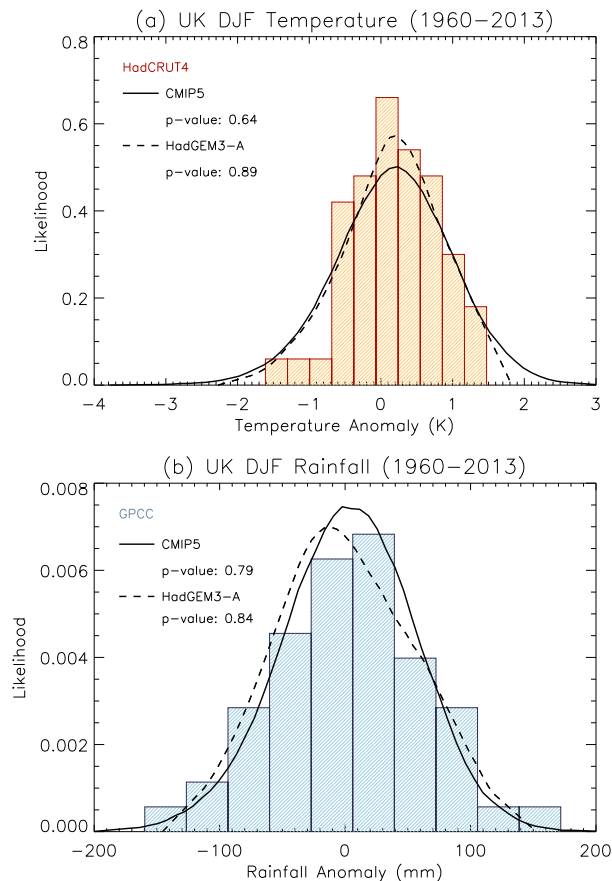 (a) UK DJF Temperature (1960−2013)
0.8
HadCRUT4
CMIP5
p−value: 0.64
0.6
HadGEM3−A
p−value: 0.89
Likelihood
0.4
0.2
0.0
−4 −3 −2 −1 0 1 2 3
Temperature Anomaly (K)
(b) UK DJF Rainfall (1960−2013)
0.008
GPCC
CMIP5
p−value: 0.79
0.006
HadGEM3−A
p−value: 0.84
Likelihood
0.004
0.002
0.000
−200 −100 0 100 200
Rainfall Anomaly (mm)